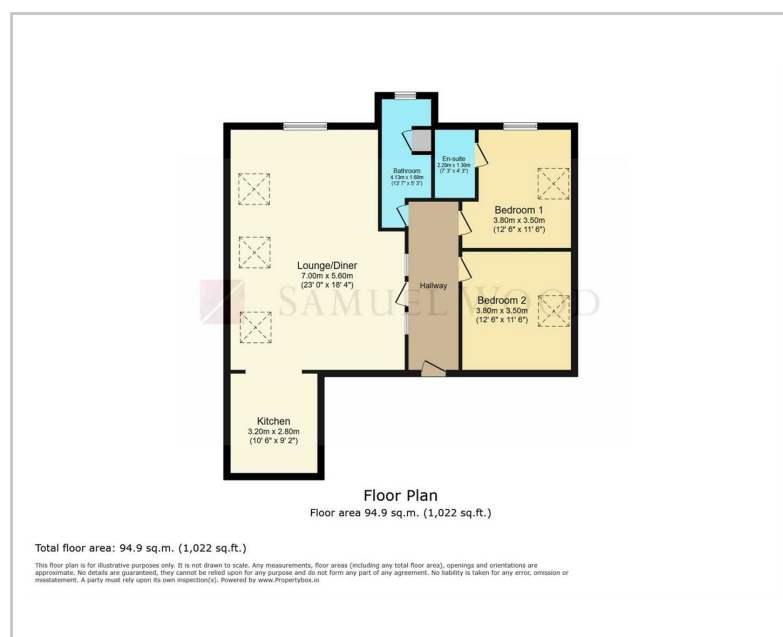 Bathroom
4.13m x 1.60m
(13' 7" x 5' 3")
En-suite
2.20m x 1.30m
(7' 3" x 4' 3")
Bedroom 1
3.80m x 3.50m
(12' 6" x 11' 6")
Lounge/Diner
7.00m x 5.60m
(23' 0" x 18' 4")
Hallway
SAMUEL WOOD
Bedroom 2
3.80m x 3.50m
(12' 6" x 11' 6")
Kitchen
3.20m x 2.80m
(10' 6" x 9' 2")
Floor Plan
Floor area 94.9 sq.m. (1,022 sq.ft.)
Total floor area: 94.9 sq.m. (1,022 sq.ft.)
This floor plan is for illustrative purposes only. It is not drawn to scale. Any measurements, floor areas (including any total floor area), openings and orientations are
approximate. No details are guaranteed, they cannot be relied upon for any purpose and do not form any part of any agreement. No liability is taken for any error, omission or
misstatement. A party must rely upon its own inspection(s). Powered by www.Propertybox.io